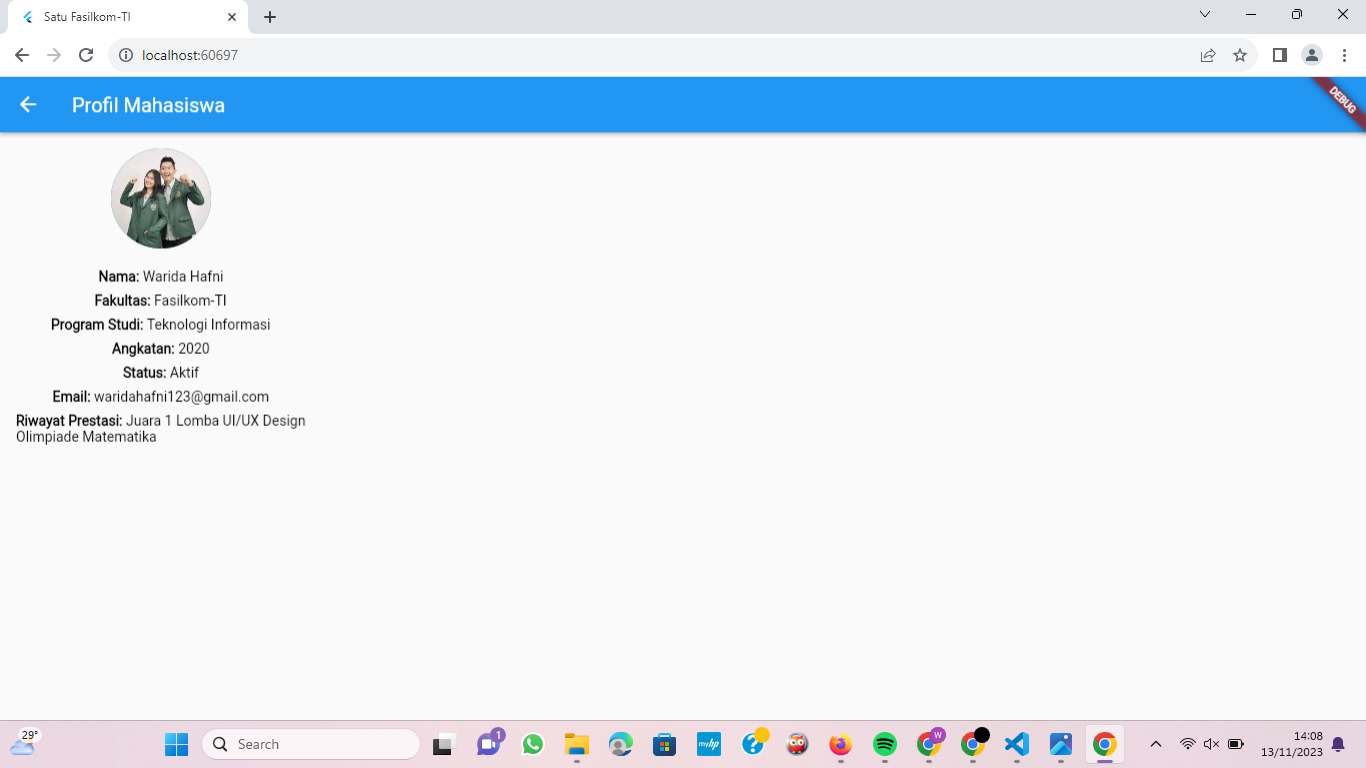 Satu Fasilkom-TI
localhost:60697
Profil Mahasiswa
DEBUG
Nama: Warida Hafni
Fakultas: Fasilkom-TI
Program Studi: Teknologi Informasi
Angkatan: 2020
Status: Aktif
Email: waridahafni123@gmail.com
Riwayat Prestasi: Juara 1 Lomba UI/UX Design
Olimpiade Matematika
29°
Search
1
myhp
?
W
14:08
13/11/2023